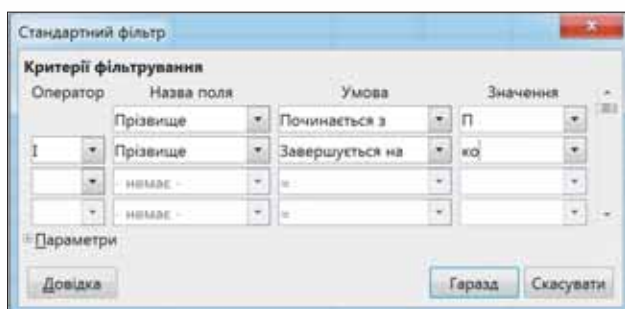 Стандартний фільтр
Критерії фільтрування
Оператор Назва поля Умова Значення
Прізвище Починається з П
І Прізвище Завершується на ко
- немає - =
- немає - =
Параметри
Довідка Гаразд Скасувати